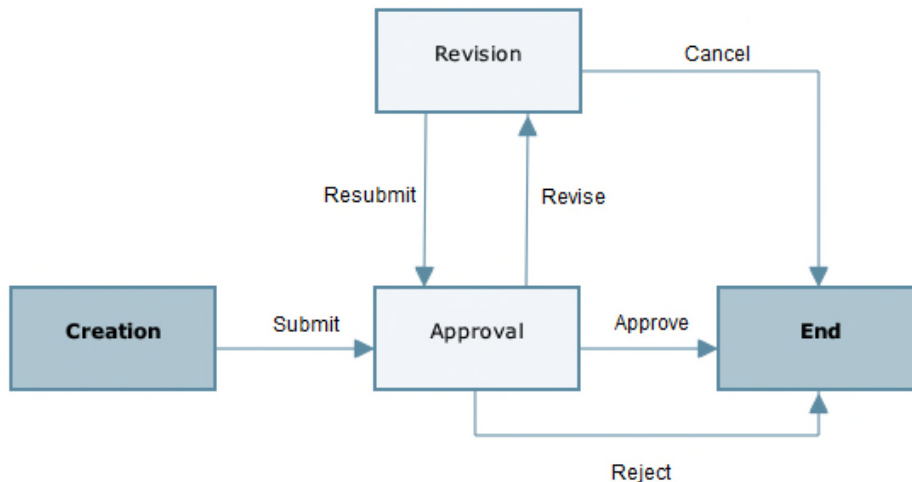 Revision
Cancel
Resubmit
Revise
Creation
Submit
Approval
Approve
End
Reject